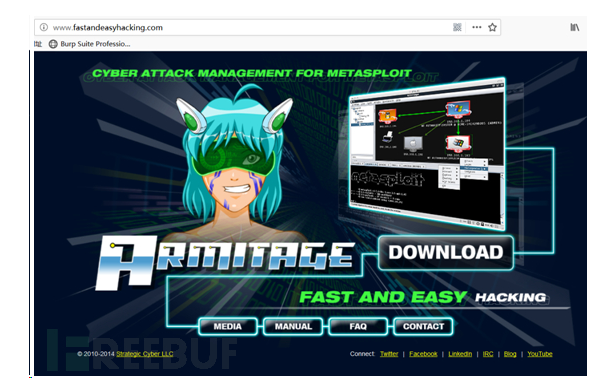 www.fastandeasyhacking.com
Burp Suite Professio...
CYBER ATTACK MANAGEMENT FOR METASPLOIT
metasploit
ARMITAGE
DOWNLOAD
FAST AND EASY HACKING
MEDIA MANUAL FAQ CONTACT
FREEBUF
© 2010-2014 Strategic Cyber LLC Connect: Twitter | Facebook | LinkedIn | IRC | Blog | YouTube